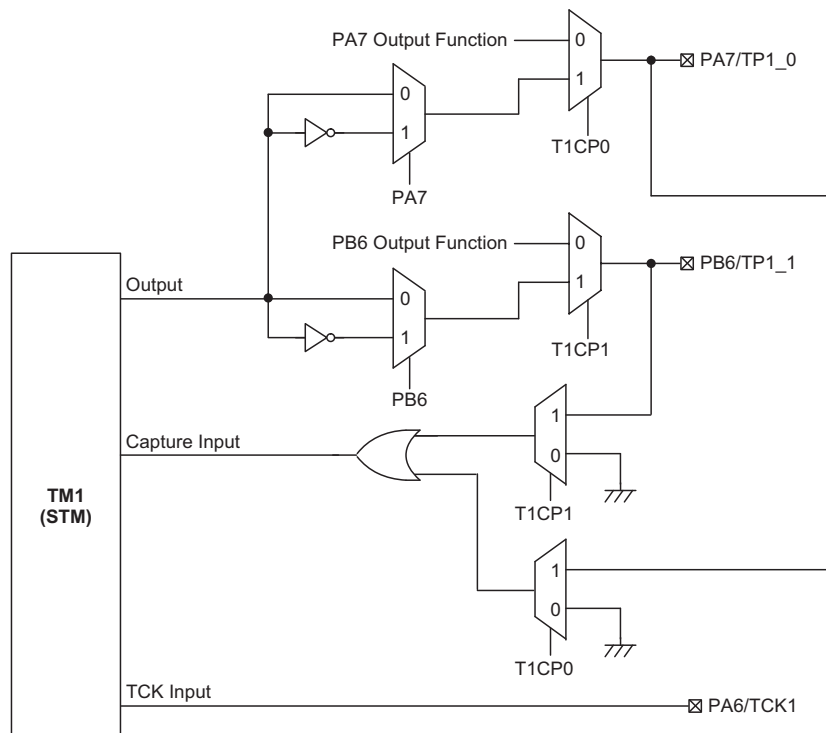 PA7 Output Function
0
1
PA7/TP1_0
T1CP0
0
1
PA7
PB6 Output Function
0
1
PB6/TP1_1
T1CP1
Output
0
1
PB6
Capture Input
1
0
T1CP1
TM1
(STM)
1
0
T1CP0
TCK Input
PA6/TCK1